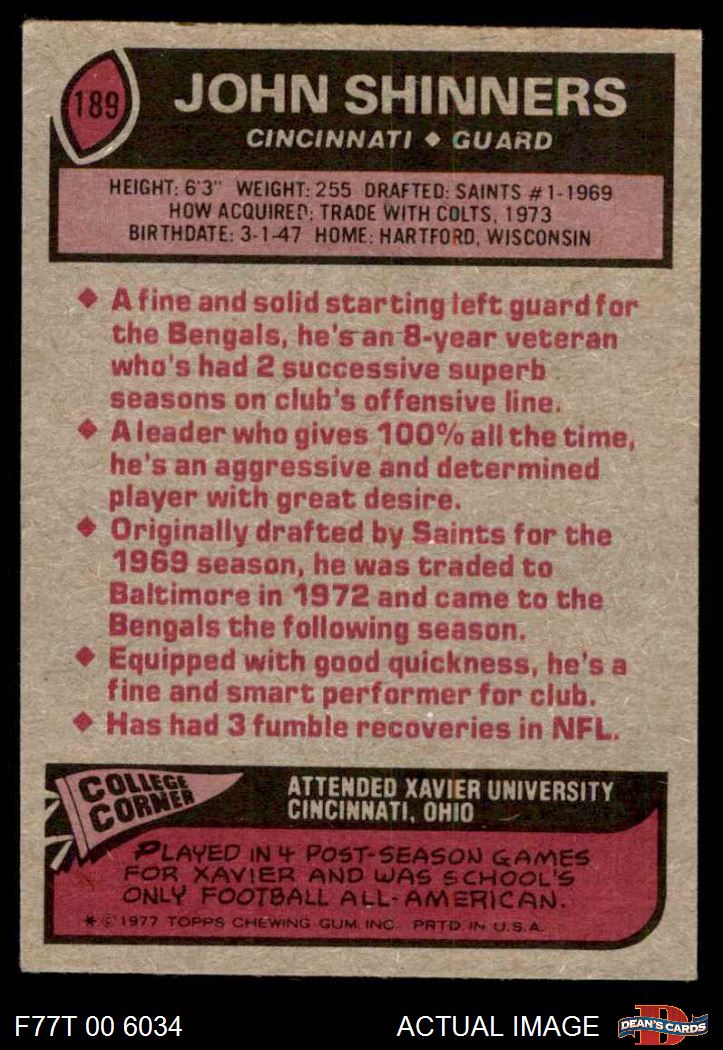 189
JOHN SHINNERS
CINCINNATI ◆ GUARD
HEIGHT: 6'3" WEIGHT: 255 DRAFTED: SAINTS #1-1969
HOW ACQUIRED: TRADE WITH COLTS, 1973
BIRTHDATE: 3-1-47 HOME: HARTFORD, WISCONSIN
◆ A fine and solid starting left guard for
the Bengals, he's an 8-year veteran
who's had 2 successive superb
seasons on club's offensive line.
◆ A leader who gives 100% all the time,
he's an aggressive and determined
player with great desire.
◆ Originally drafted by Saints for the
1969 season, he was traded to
Baltimore in 1972 and came to the
Bengals the following season.
◆ Equipped with good quickness, he's a
fine and smart performer for club.
◆ Has had 3 fumble recoveries in NFL.
COLLEGE
CORNER
ATTENDED XAVIER UNIVERSITY
CINCINNATI, OHIO
PLAYED IN 4 POST-SEASON GAMES
FOR XAVIER AND WAS SCHOOL'S
ONLY FOOTBALL ALL-AMERICAN.
* © 1977 TOPPS CHEWING GUM, INC. PRTD. IN U.S.A.
F77T 00 6034 ACTUAL IMAGE
D
DEAN'S CARDS